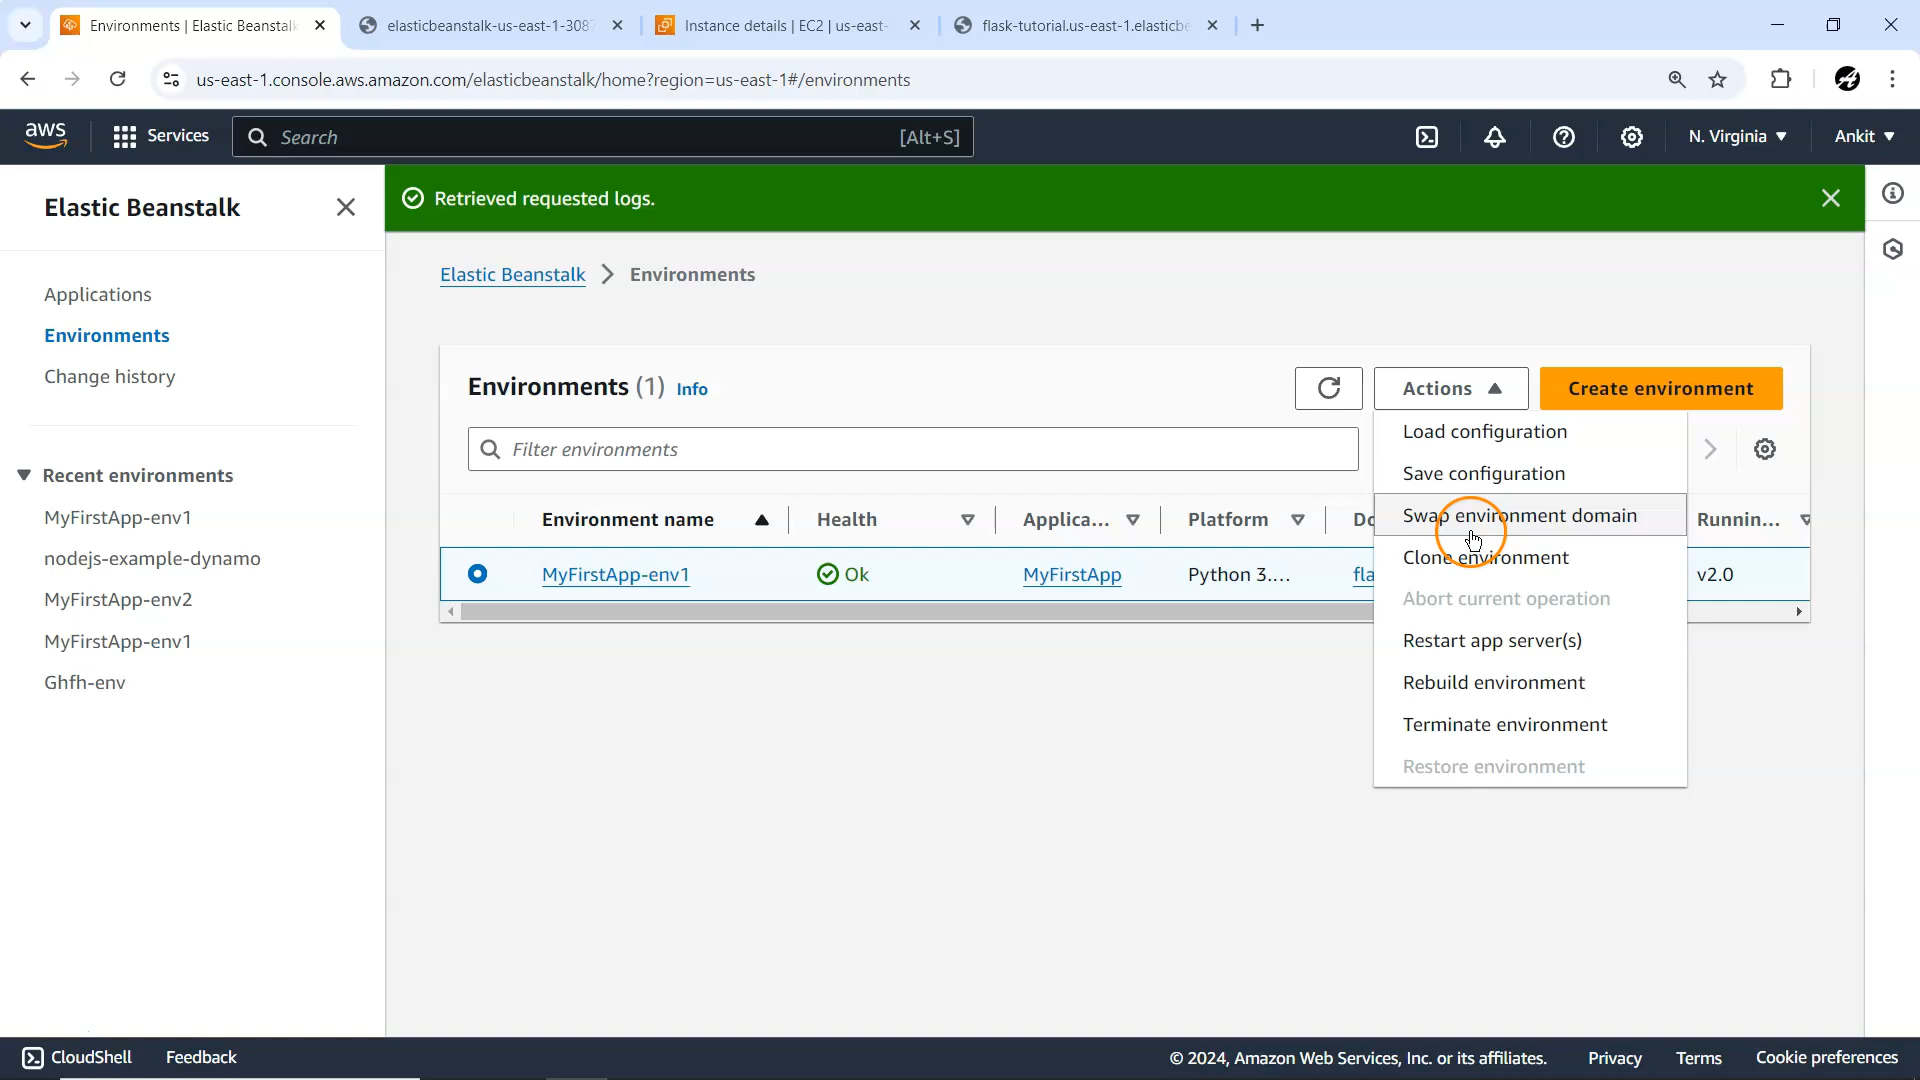 Environments | Elastic Beanstalk
elasticbeanstalk-us-east-1-308
Instance details | EC2 | us-east-
flask-tutorial.us-east-1.elasticbe
us-east-1.console.aws.amazon.com/elasticbeanstalk/home?region=us-east-1#/environments
aws
Services
Search
[Alt+S]
N. Virginia
Ankit
Elastic Beanstalk
Retrieved requested logs.
Applications
Environments
Change history
Recent environments
MyFirstApp-env1
nodejs-example-dynamo
MyFirstApp-env2
MyFirstApp-env1
Ghfh-env
Elastic Beanstalk > Environments
Environments (1) Info
Actions
Create environment
Filter environments
Environment name
Health
Applica...
Platform
Do
Runnin...
MyFirstApp-env1
Ok
MyFirstApp
Python 3....
fla
v2.0
Load configuration
Save configuration
Swap environment domain
Clone environment
Abort current operation
Restart app server(s)
Rebuild environment
Terminate environment
Restore environment
CloudShell
Feedback
© 2024, Amazon Web Services, Inc. or its affiliates.
Privacy
Terms
Cookie preferences